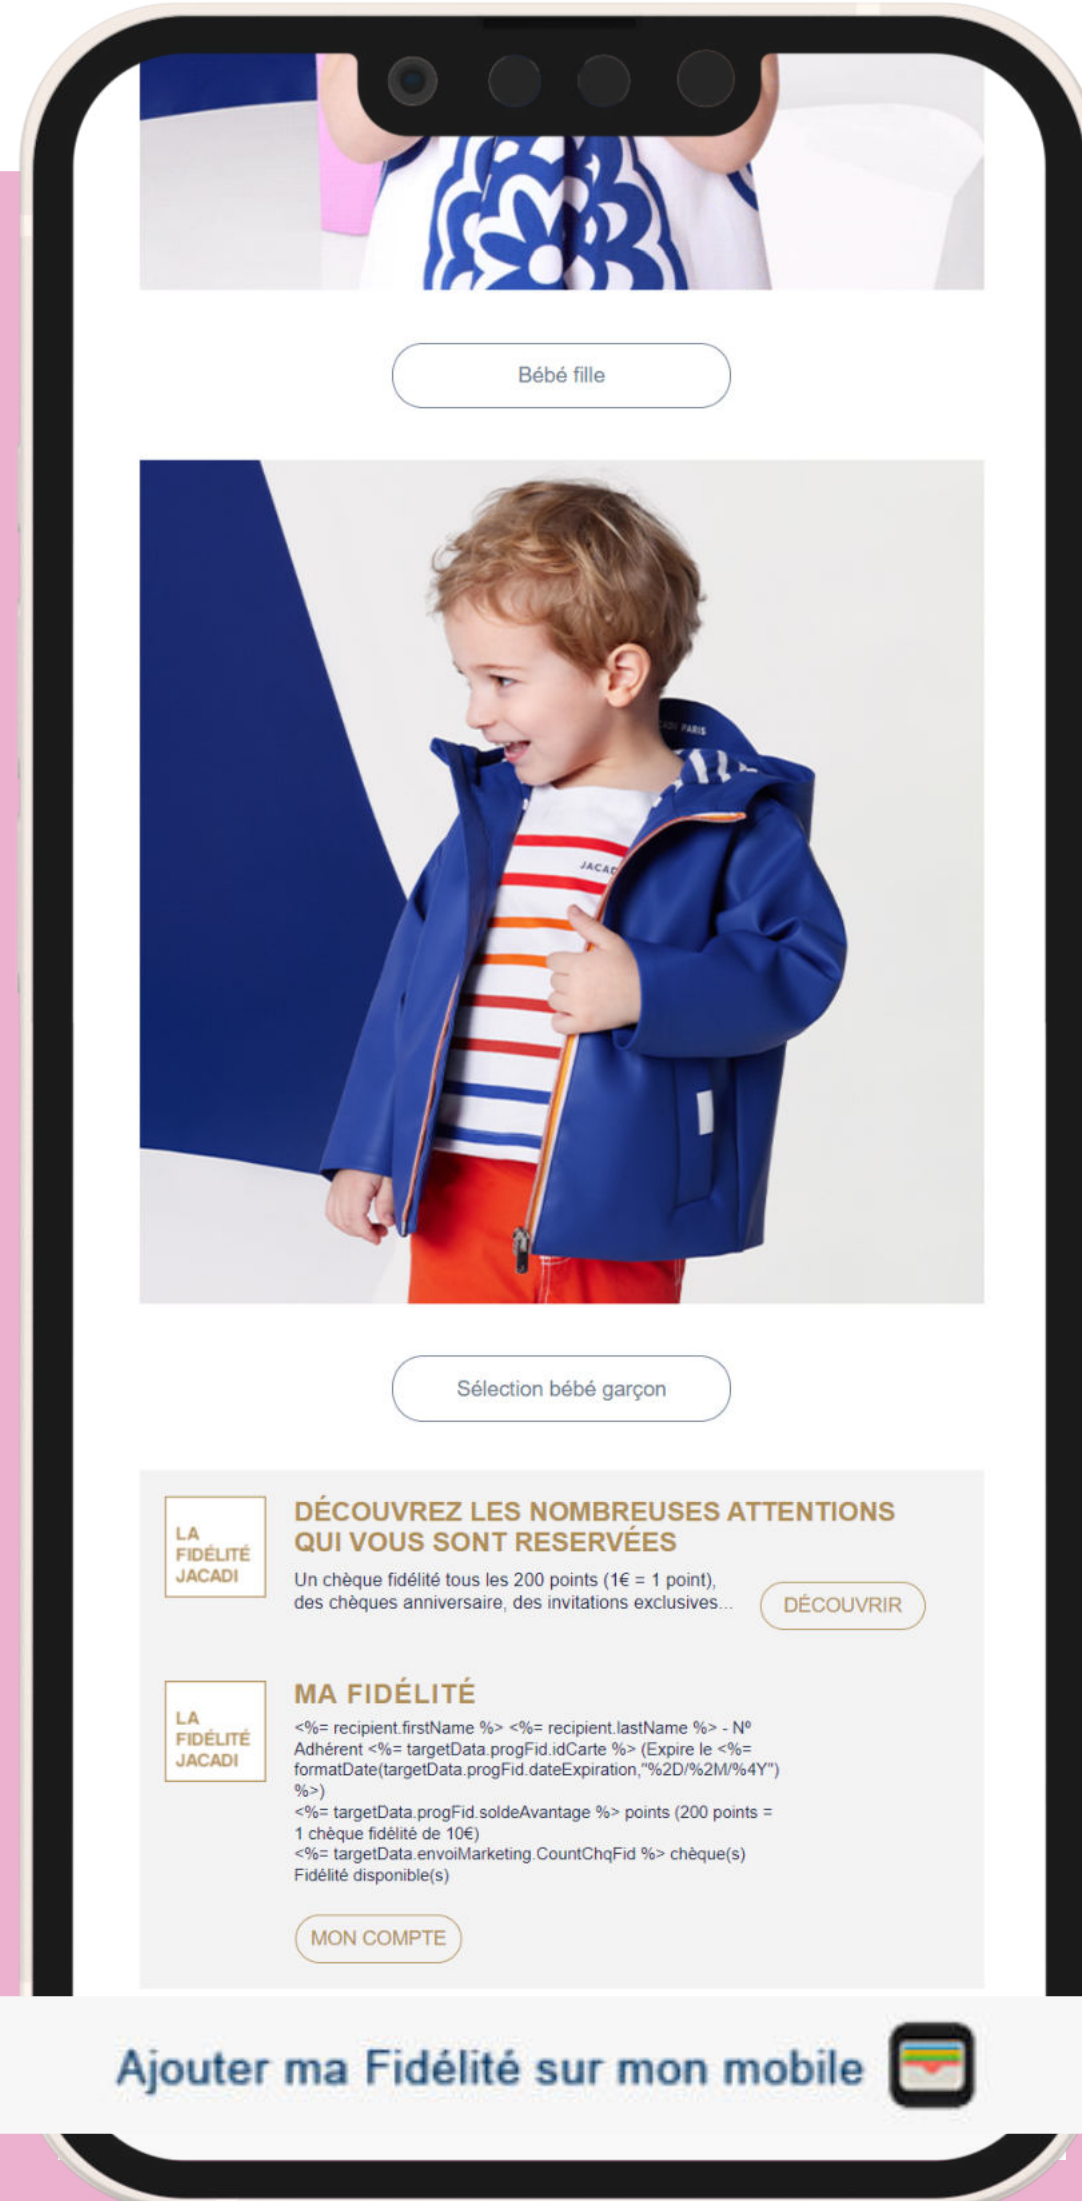 Bébé fille
PARIS
JACAD
Sélection bébé garçon
LA
FIDÉLITÉ
JACADI
DÉCOUVREZ LES NOMBREUSES ATTENTIONS
QUI VOUS SONT RESERVÉES
Un chèque fidélité tous les 200 points (1€ = 1 point),
des chèques anniversaire, des invitations exclusives...
DÉCOUVRIR
LA
FIDÉLITÉ
JACADI
MA FIDÉLITÉ
<%= recipient.firstName %> <%= recipient.lastName %> - Nº
Adhérent <%= targetData.progFid.idCarte %> (Expire le <%=
formatDate(targetData.progFid.dateExpiration,"%2D/%2M/%4Y")
%>)
<%= targetData.progFid.soldeAvantage %> points (200 points =
1 chèque fidélité de 10€)
<%= targetData.envoiMarketing.CountChqFid %> chèque(s)
Fidélité disponible(s)
MON COMPTE
Ajouter ma Fidélité sur mon mobile